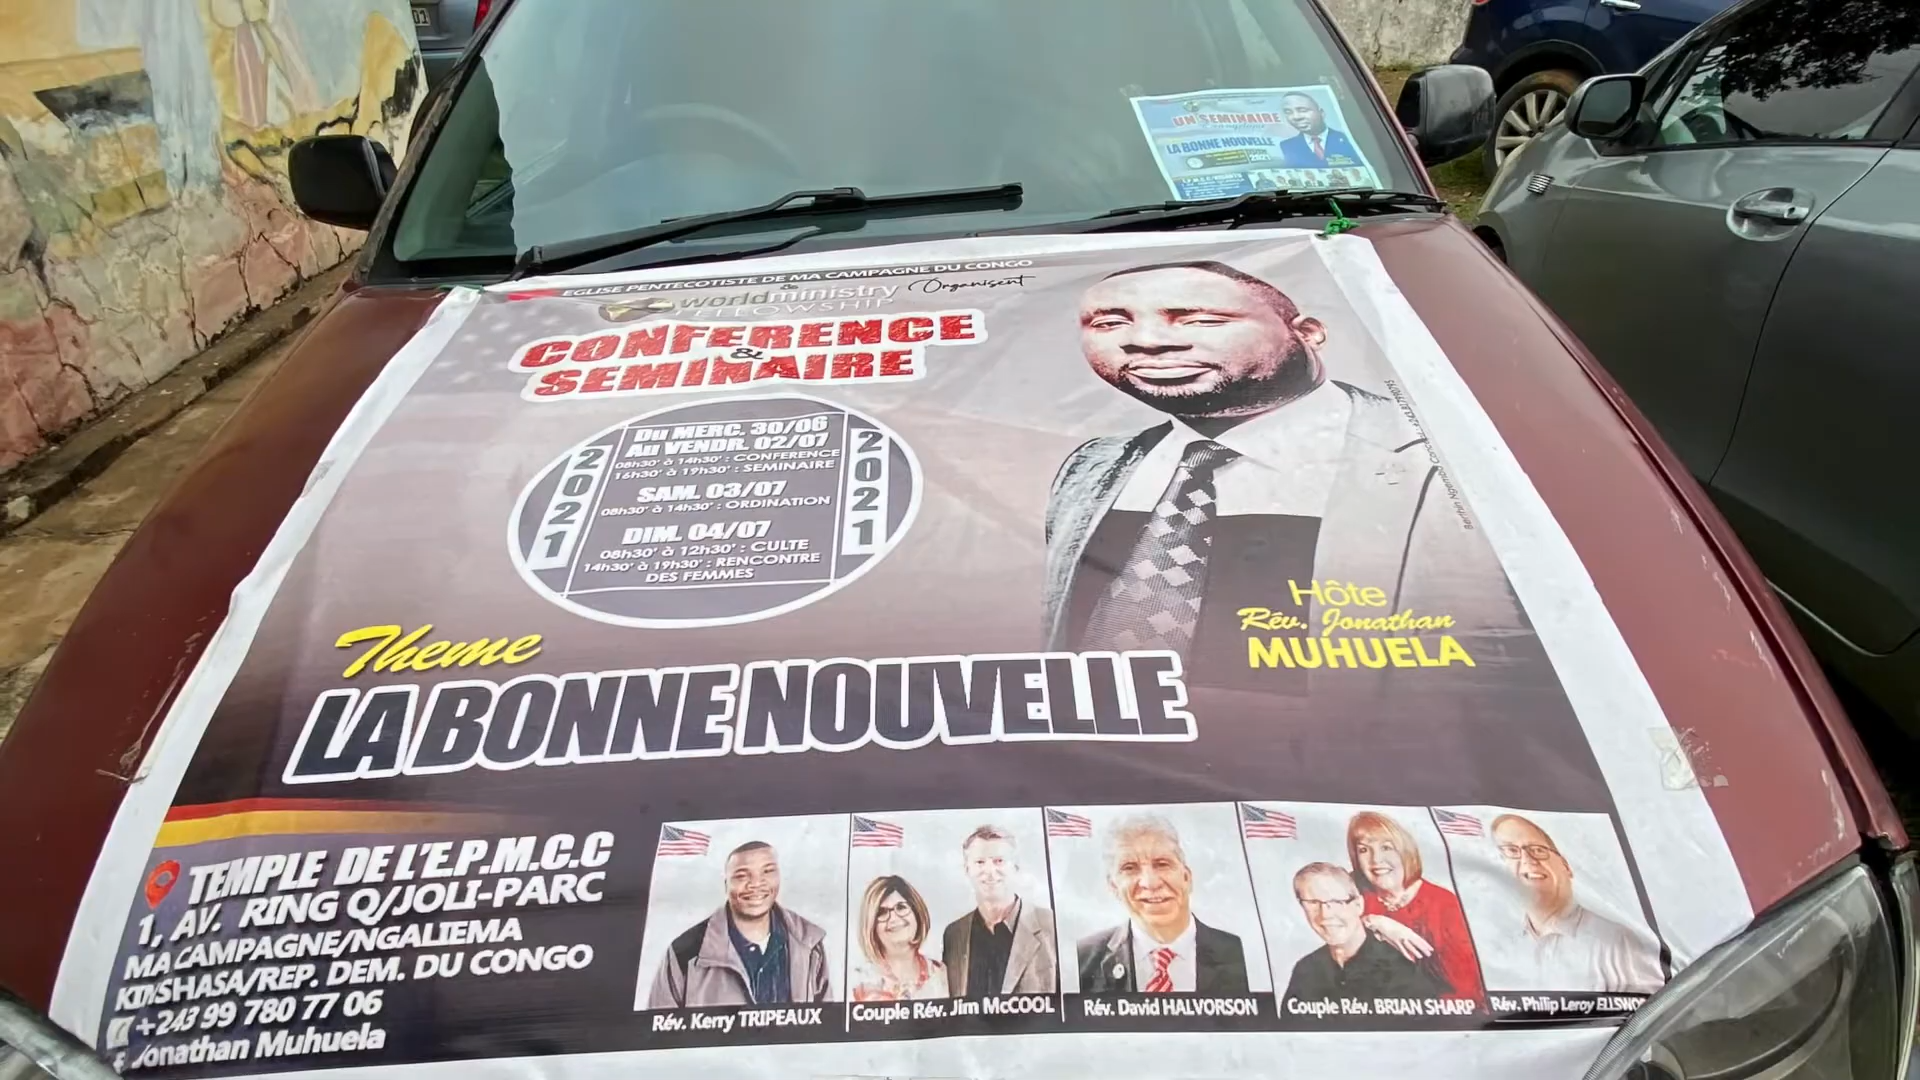 EGLISE PENTECOTISTE DE MA CAMPAGNE DU CONGO
&
worldministry
FELLOWSHIP
Organisent
CONFERENCE
&
SEMINAIRE
2021
DU MERC. 30/06
AU VENDR. 02/07
08h30' à 14h30' : CONFERENCE
16h30' à 19h30' : SEMINAIRE
SAM. 03/07
08h30' à 14h30' : ORDINATION
DIM. 04/07
08h30' à 12h30' : CULTE
14h30' à 19h30' : RENCONTRE
DES FEMMES
2021
Hôte
Rév. Jonathan
MUHUELA
Theme
LA BONNE NOUVELLE
TEMPLE DE L'E.P.M.C.C
1, AV. RING Q/JOLI-PARC
MA CAMPAGNE/NGALIEMA
KINSHASA/REP. DEM. DU CONGO
+243 99 780 77 06
Jonathan Muhuela
Rév. Kerry TRIPEAUX
Couple Rév. Jim McCOOL
Rév. David HALVORSON
Couple Rév. BRIAN SHARP
Rév. Philip Leroy
UN SEMINAIRE
LA BONNE NOUVELLE
2021